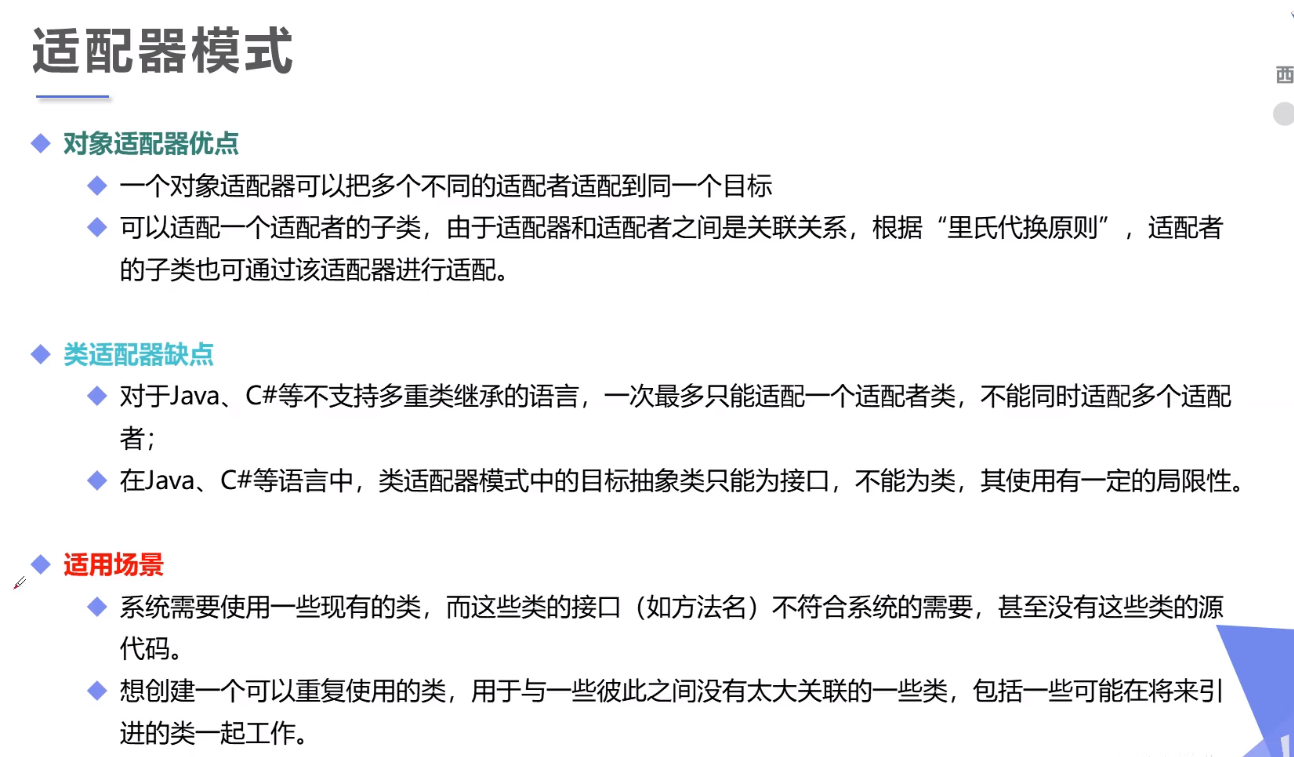 适配器模式
西
对象适配器优点
一个对象适配器可以把多个不同的适配者适配到同一个目标
可以适配一个适配者的子类，由于适配器和适配者之间是关联关系，根据“里氏代换原则”，适配者
的子类也可通过该适配器进行适配。
类适配器缺点
对于Java、C#等不支持多重类继承的语言，一次最多只能适配一个适配者类，不能同时适配多个适配
者；
在Java、C#等语言中，类适配器模式中的目标抽象类只能为接口，不能为类，其使用有一定的局限性。
适用场景
系统需要使用一些现有的类，而这些类的接口（如方法名）不符合系统的需要，甚至没有这些类的源
代码。
想创建一个可以重复使用的类，用于与一些彼此之间没有太大关联的一些类，包括一些可能在将来引
进的类一起工作。